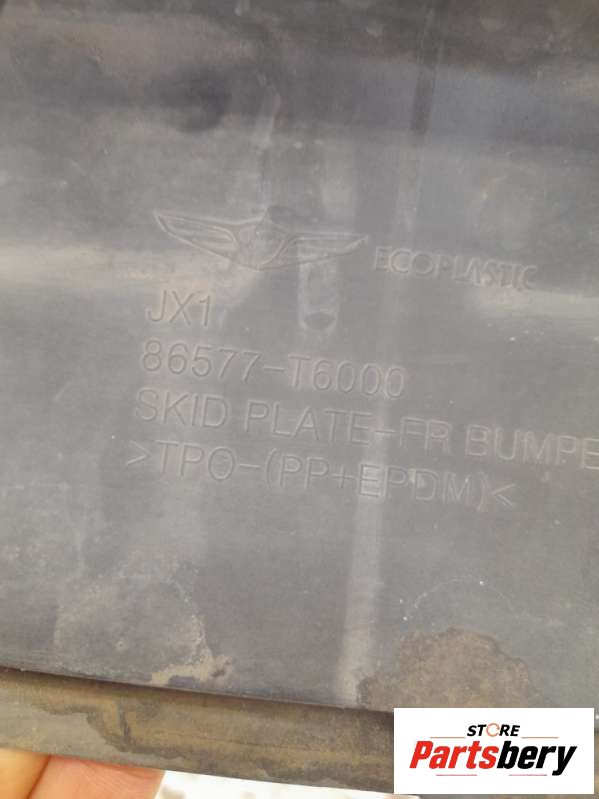 ECOPLASTIC
JX1
86577-T6000
SKID PLATE-FR BUMPE
>TPO-(PP+EPDM)<
STORE
Partsbery